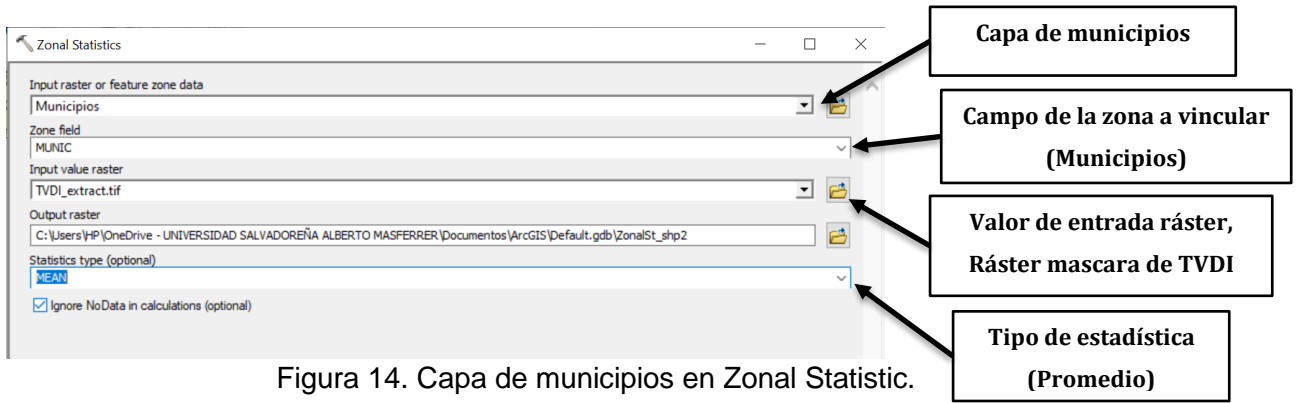 Zonal Statistics
Input raster or feature zone data
Municipios
Zone field
MUNIC
Input value raster
TVDI_extract.tif
Output raster
C:\Users\HP\OneDrive - UNIVERSIDAD SALVADOREÑA ALBERTO MASFERRER\Documentos\ArcGIS\Default.gdb\ZonalSt_shp2
Statistics type (optional)
MEAN
Ignore NoData in calculations (optional)
Capa de municipios
Campo de la zona a vincular
(Municipios)
Valor de entrada ráster,
Ráster mascara de TVDI
Tipo de estadística
(Promedio)
Figura 14. Capa de municipios en Zonal Statistic.